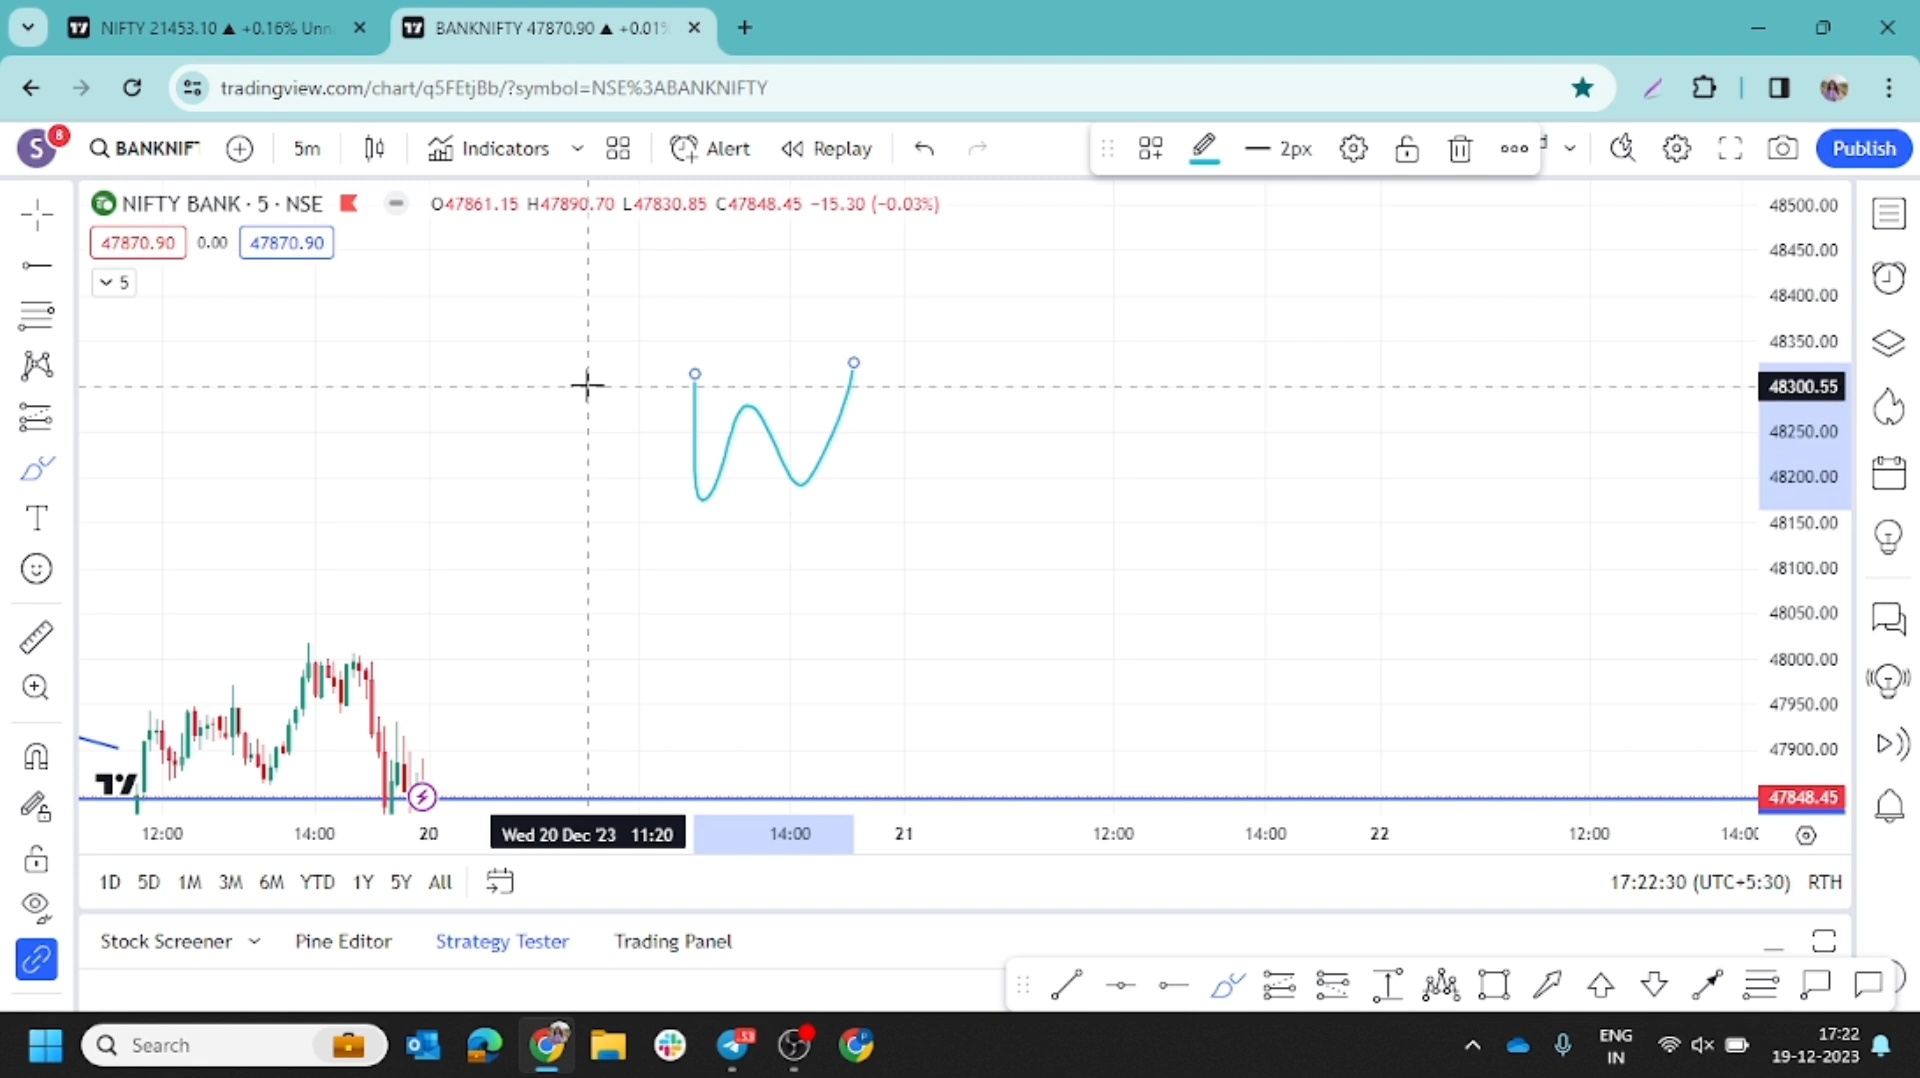 NIFTY 21453.10 ▲ +0.16% Unn
BANKNIFTY 47870.90 ▲ +0.01%
tradingview.com/chart/q5FEtjBb/?symbol=NSE%3ABANKNIFTY
S
8
BANKNIF
5m
Indicators
Alert
Replay
2px
Publish
NIFTY BANK · 5 · NSE
O47861.15 H47890.70 L47830.85 C47848.45 −15.30 (−0.03%)
47870.90
0.00
47870.90
5
48500.00
48450.00
48400.00
48350.00
48300.55
48250.00
48200.00
48150.00
48100.00
48050.00
48000.00
47950.00
47900.00
47848.45
12:00
14:00
20
Wed 20 Dec '23 11:20
14:00
21
12:00
14:00
22
12:00
14:00
1D 5D 1M 3M 6M YTD 1Y 5Y All
17:22:30 (UTC+5:30)
RTH
Stock Screener
Pine Editor
Strategy Tester
Trading Panel
Search
53
ENG
IN
17:22
19-12-2023